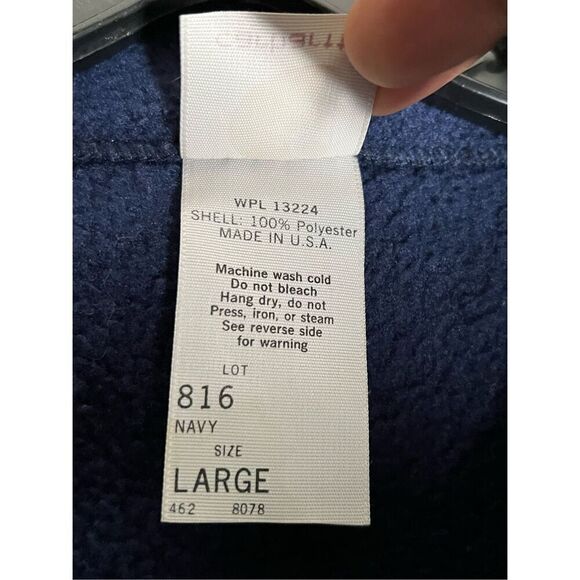 WPL 13224
SHELL: 100% Polyester
MADE IN U.S.A.
Machine wash cold
Do not bleach
Hang dry, do not
Press, iron, or steam
See reverse side
for warning
LOT
816
NAVY
SIZE
LARGE
462 8078